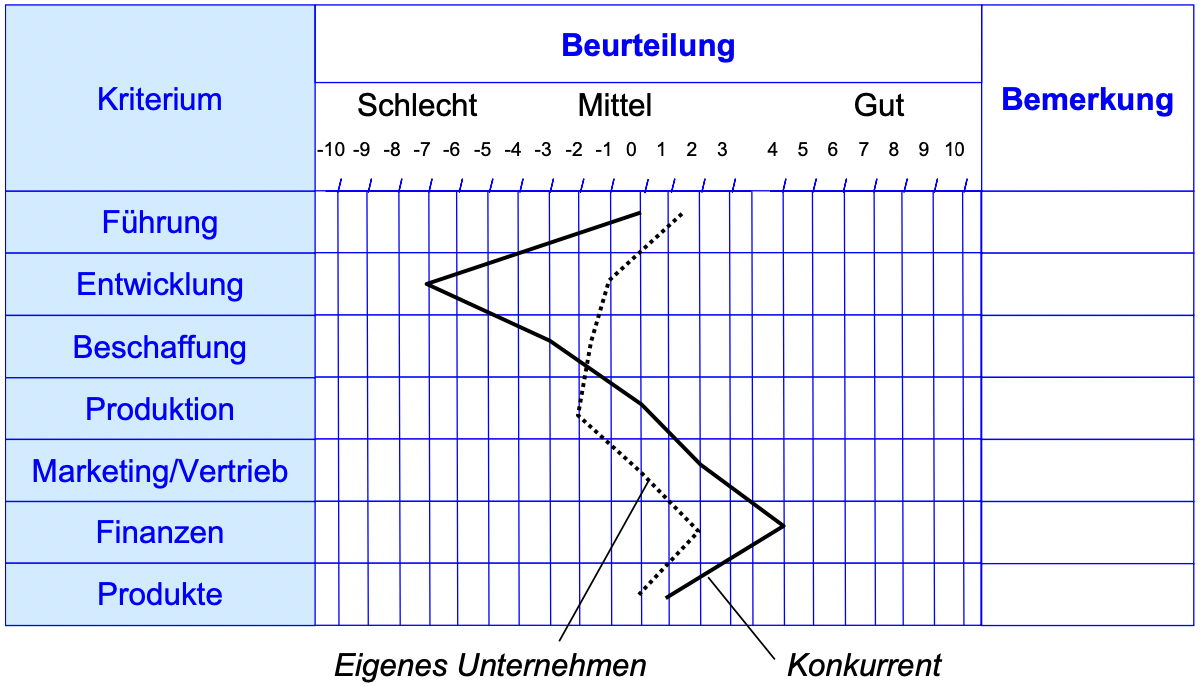 Kriterium
Beurteilung
Bemerkung
Schlecht Mittel Gut
-10 -9 -8 -7 -6 -5 -4 -3 -2 -1 0 1 2 3 4 5 6 7 8 9 10
Führung
Entwicklung
Beschaffung
Produktion
Marketing/Vertrieb
Finanzen
Produkte
Eigenes Unternehmen Konkurrent